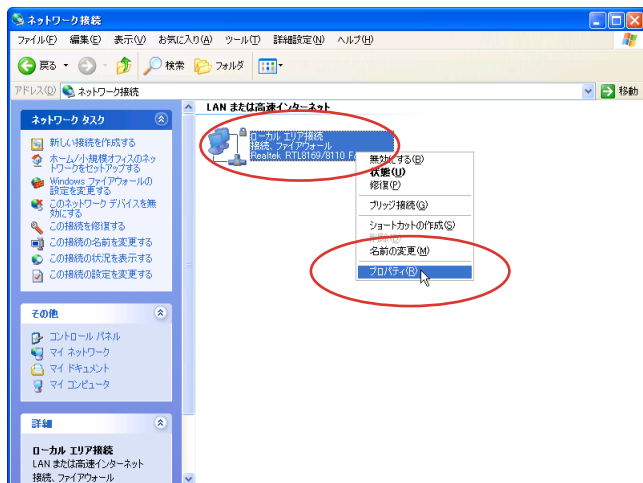 ネットワーク接続
ファイル(F) 編集(E) 表示(V) お気に入り(A) ツール(T) 詳細設定(N) ヘルプ(H)
戻る 検索 フォルダ
アドレス(D) ネットワーク接続 移動
ネットワーク タスク
新しい接続を作成する
ホーム/小規模オフィスのネッ
トワークをセットアップする
Windows ファイアウォールの
設定を変更する
このネットワーク デバイスを無
効にする
この接続を修復する
この接続の名前を変更する
この接続の状況を表示する
この接続の設定を変更する
その他
コントロール パネル
マイ ネットワーク
マイ ドキュメント
マイ コンピュータ
詳細
ローカル エリア接続
LAN または高速インターネット
接続、ファイアウォール
LAN または高速インターネット
ローカル エリア接続
接続、ファイアウォール
Realtek RTL8169/8110 Fa
無効にする(B)
状態(U)
修復(P)
ブリッジ接続(G)
ショートカットの作成(S)
削除(D)
名前の変更(M)
プロパティ(R)